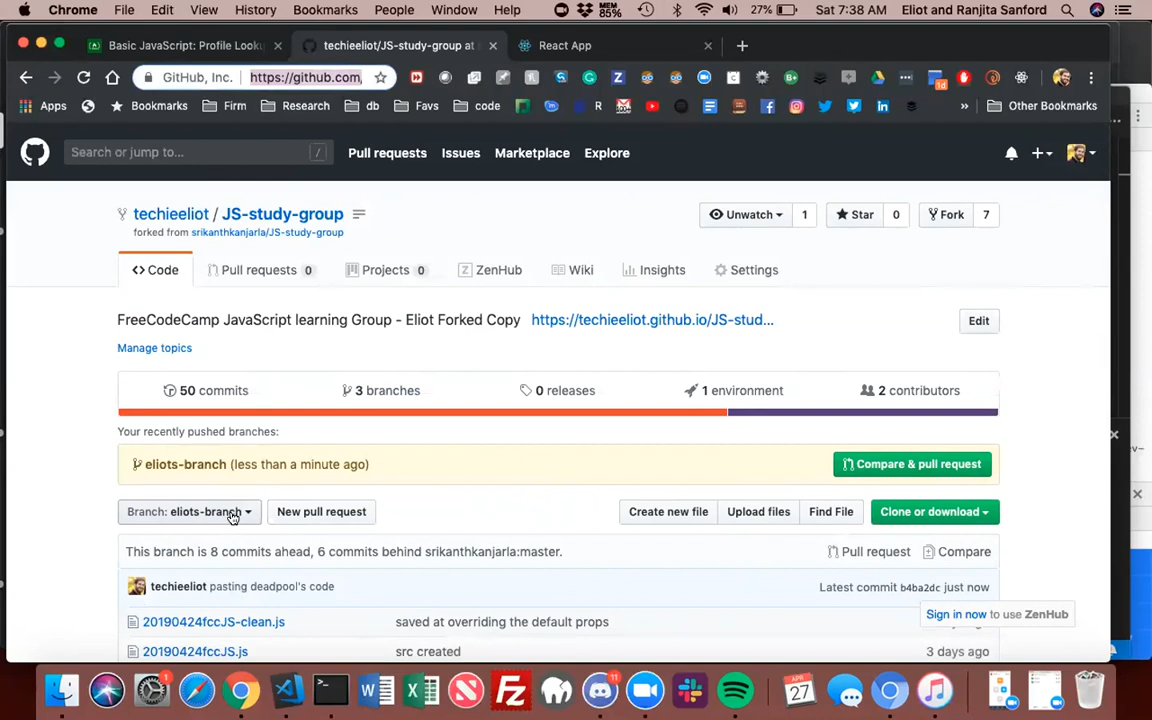 Chrome File Edit View History Bookmarks People Window Help MEM 85% 27% Sat 7:38 AM Eliot and Ranjita Sanford
Basic JavaScript: Profile Looku techieeliot/JS-study-group at React App
GitHub, Inc. https://github.com,
Apps Bookmarks Firm Research db Favs code R Other Bookmarks
Search or jump to... / Pull requests Issues Marketplace Explore
techieeliot / JS-study-group Unwatch 1 Star 0 Fork 7
forked from srikanthkanjarla/JS-study-group
Code Pull requests 0 Projects 0 ZenHub Wiki Insights Settings
FreeCodeCamp JavaScript learning Group - Eliot Forked Copy https://techieeliot.github.io/JS-stud... Edit
Manage topics
50 commits 3 branches 0 releases 1 environment 2 contributors
Your recently pushed branches:
eliots-branch (less than a minute ago) Compare & pull request
Branch: eliots-branch New pull request Create new file Upload files Find File Clone or download
This branch is 8 commits ahead, 6 commits behind srikanthkanjarla:master. Pull request Compare
techieeliot pasting deadpool's code Latest commit b4ba2dc just now
Sign in now to use ZenHub
20190424fccJS-clean.js saved at overriding the default props
20190424fccJS.js src created 3 days ago